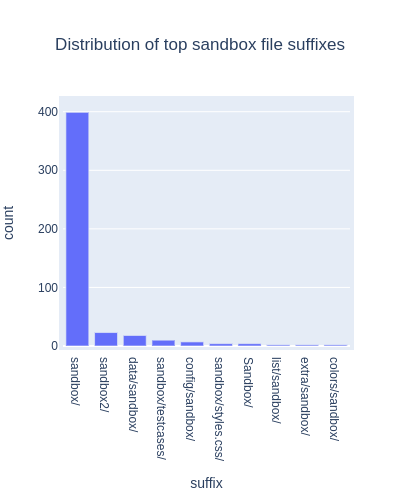 Distribution of top sandbox file suffixes
count
400
300
200
100
0
sandbox/
sandbox2/
data/sandbox/
sandbox/testcases/
config/sandbox/
sandbox/styles.css/
Sandbox/
list/sandbox/
extra/sandbox/
colors/sandbox/
suffix